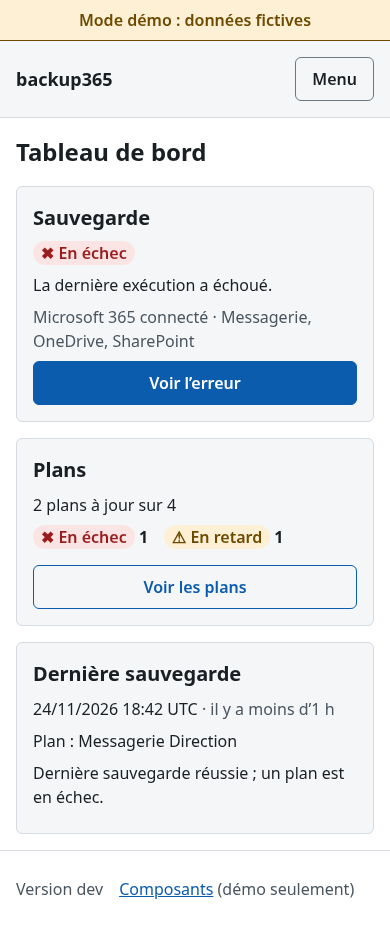 Mode démo : données fictives
backup365
Menu
Tableau de bord
Sauvegarde
✖ En échec
La dernière exécution a échoué.
Microsoft 365 connecté · Messagerie,
OneDrive, SharePoint
Voir l’erreur
Plans
2 plans à jour sur 4
✖ En échec 1 ⚠ En retard 1
Voir les plans
Dernière sauvegarde
24/11/2026 18:42 UTC · il y a moins d’1 h
Plan : Messagerie Direction
Dernière sauvegarde réussie ; un plan est
en échec.
Version dev Composants (démo seulement)